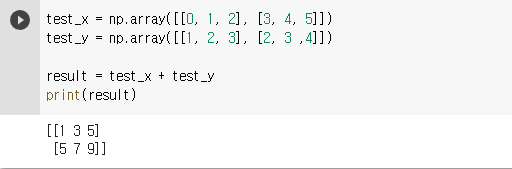 test_x = np.array([[0, 1, 2], [3, 4, 5]])
test_y = np.array([[1, 2, 3], [2, 3 ,4]])
result = test_x + test_y
print(result)
[[1 3 5]
[5 7 9]]